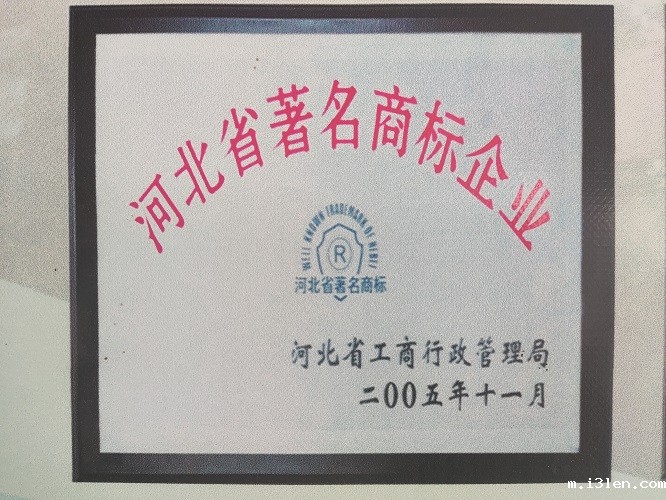 河北省著名商标企业
WELL KNOWN TRADEMARK OF HEBEI
R
河北省著名商标
河北省工商行政管理局
二00五年十一月
m.i3len.com